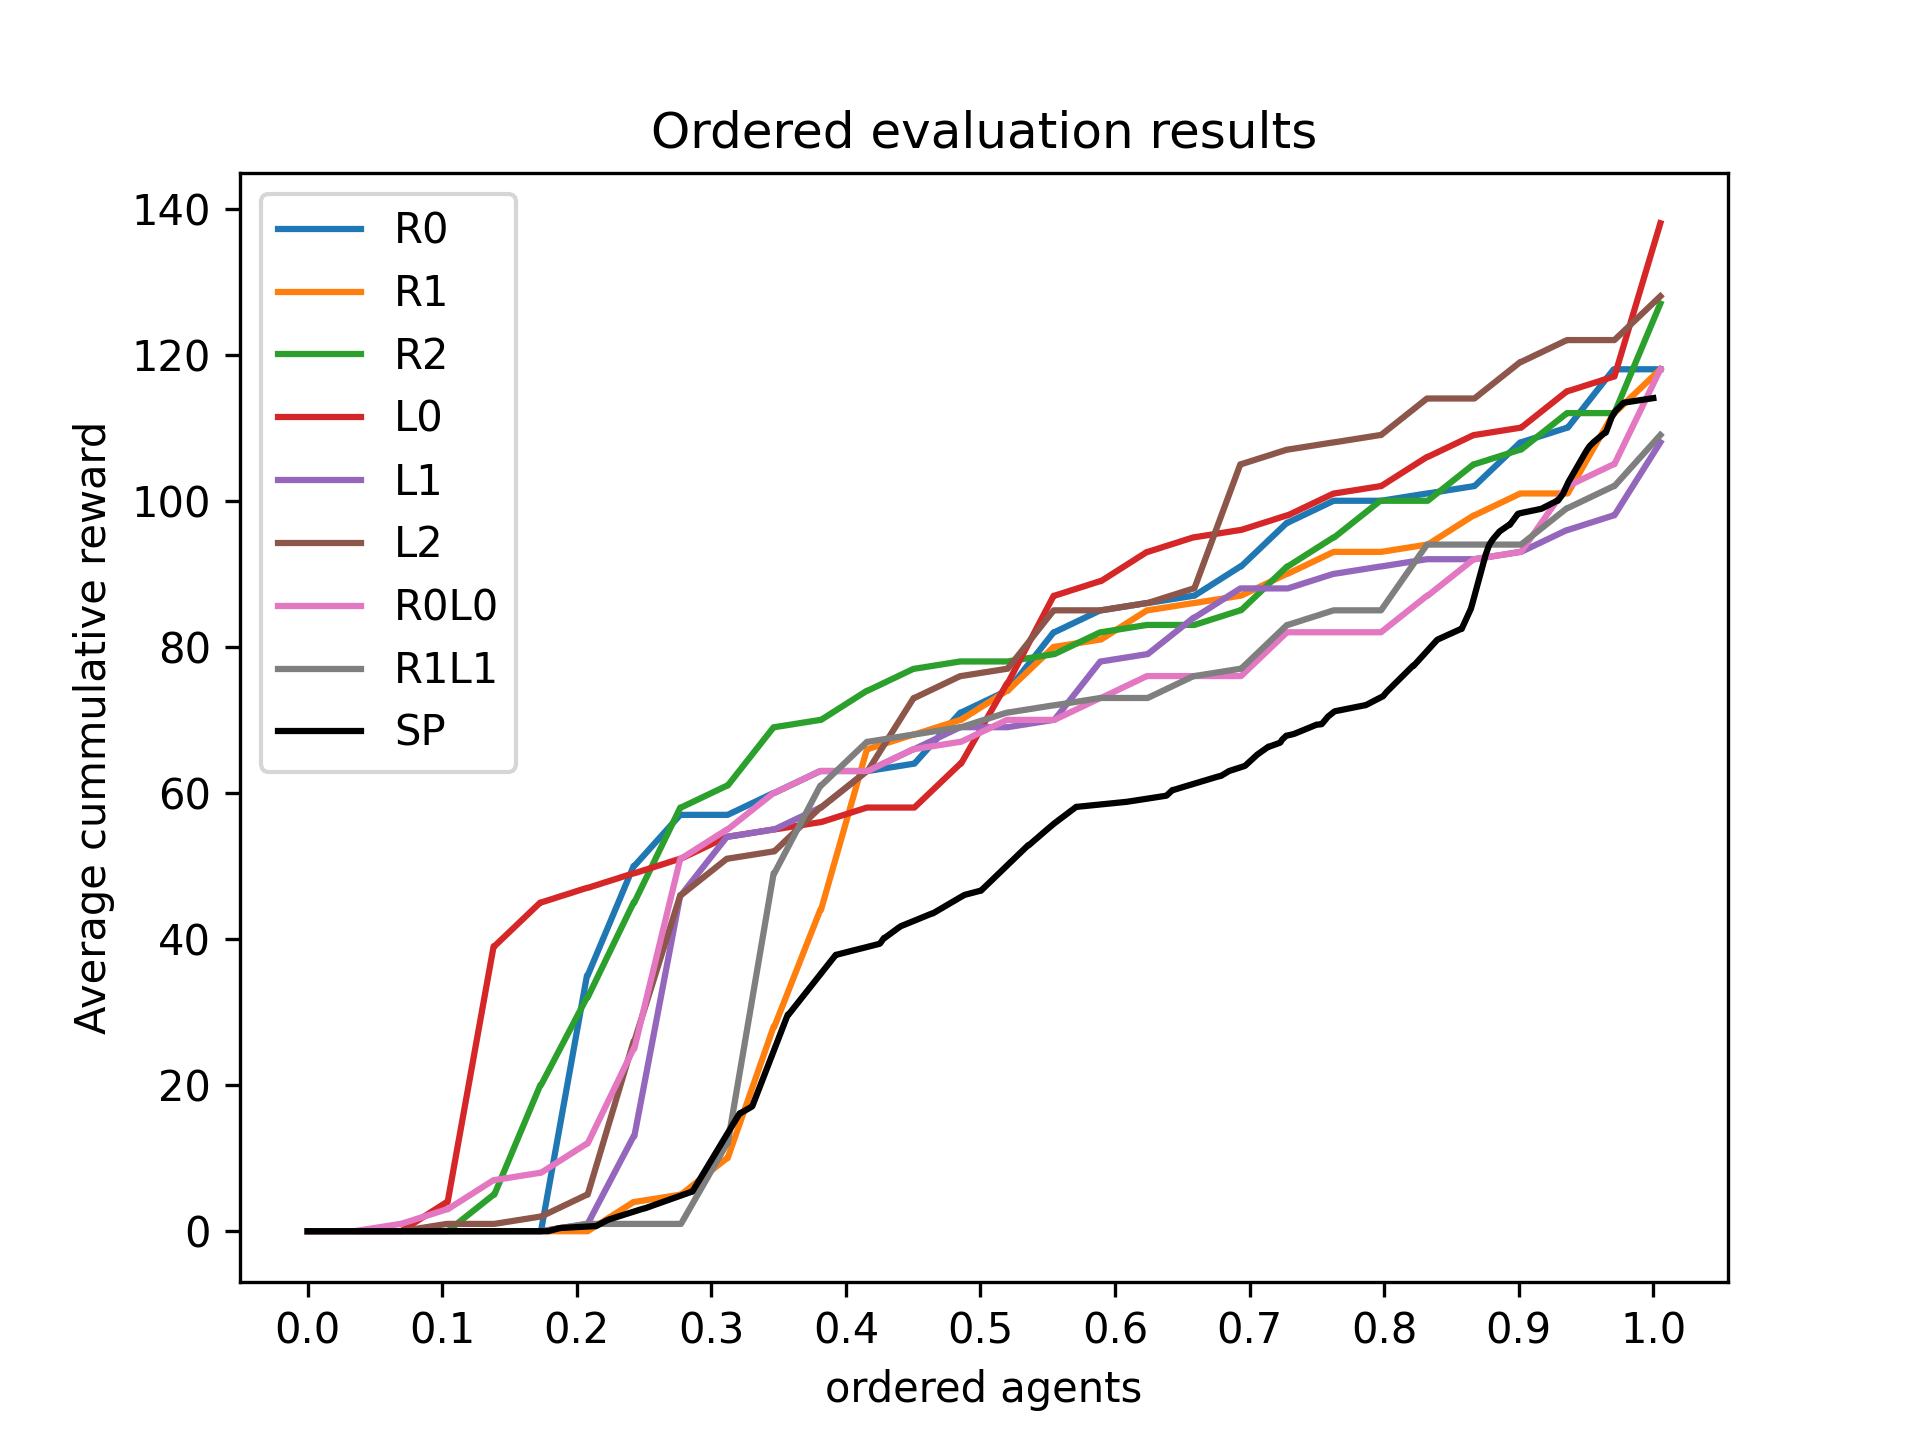 Ordered evaluation results
Average cummulative reward
140
120
100
80
60
40
20
0
R0
R1
R2
L0
L1
L2
R0L0
R1L1
SP
0.0 0.1 0.2 0.3 0.4 0.5 0.6 0.7 0.8 0.9 1.0
ordered agents